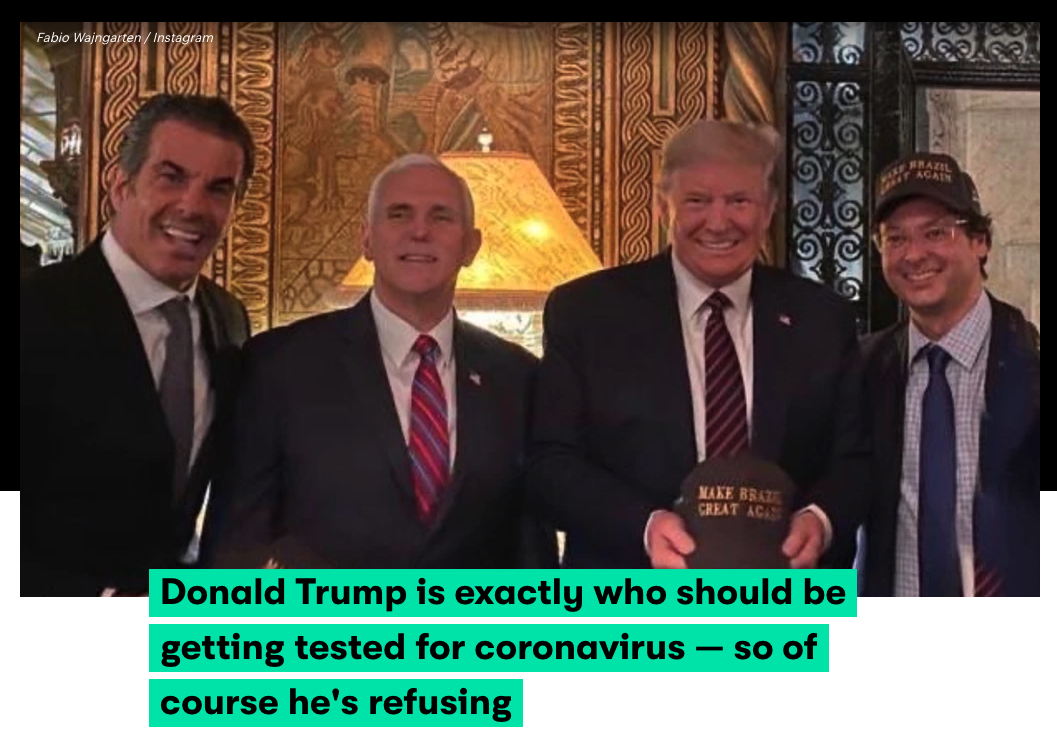 Fabio Wajngarten / Instagram
MAKE BRAZIL
GREAT AGAIN
MAKE BRAZIL
GREAT AGAIN
Donald Trump is exactly who should be
getting tested for coronavirus — so of
course he's refusing